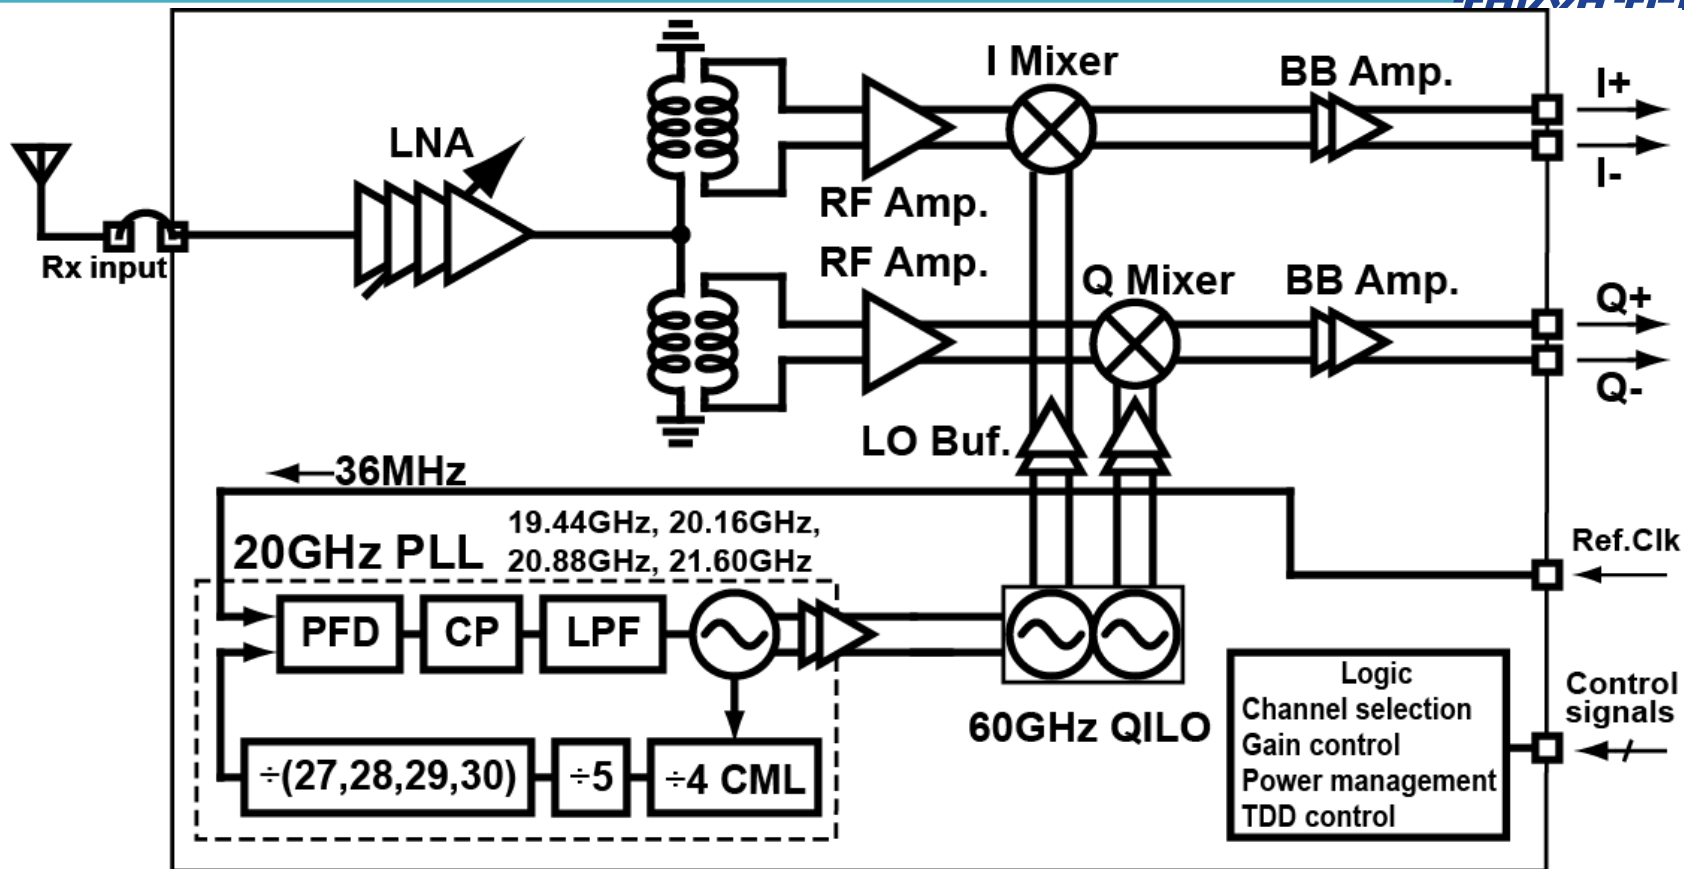 I Mixer
BB Amp.
I+
LNA
I-
RF Amp.
Rx input
RF Amp.
Q Mixer
BB Amp.
Q+
Q-
LO Buf.
36MHz
19.44GHz, 20.16GHz,
20GHz PLL
20.88GHz, 21.60GHz
Ref.Clk
PFD
CP
LPF
Logic
Channel selection
Gain control
Power management
TDD control
Control
signals
60GHz QILO
÷(27,28,29,30)
÷5
÷4 CML